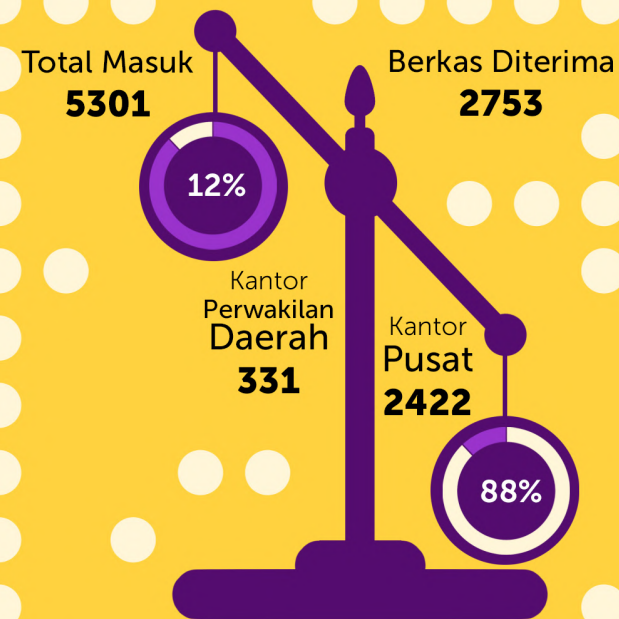 Total Masuk
5301
Berkas Diterima
2753
12%
Kantor
Perwakilan
Daerah
331
Kantor
Pusat
2422
88%